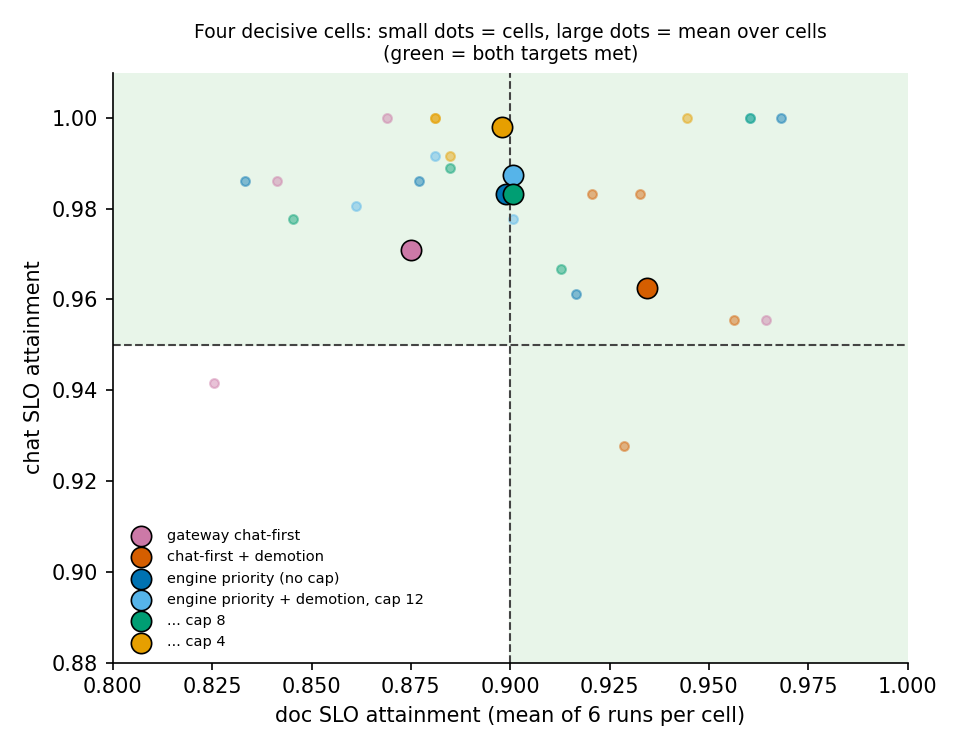 Four decisive cells: small dots = cells, large dots = mean over cells
(green = both targets met)
chat SLO attainment
1.00
0.98
0.96
0.94
0.92
0.90
0.88
gateway chat-first
chat-first + demotion
engine priority (no cap)
engine priority + demotion, cap 12
... cap 8
... cap 4
0.800
0.825
0.850
0.875
0.900
0.925
0.950
0.975
1.000
doc SLO attainment (mean of 6 runs per cell)